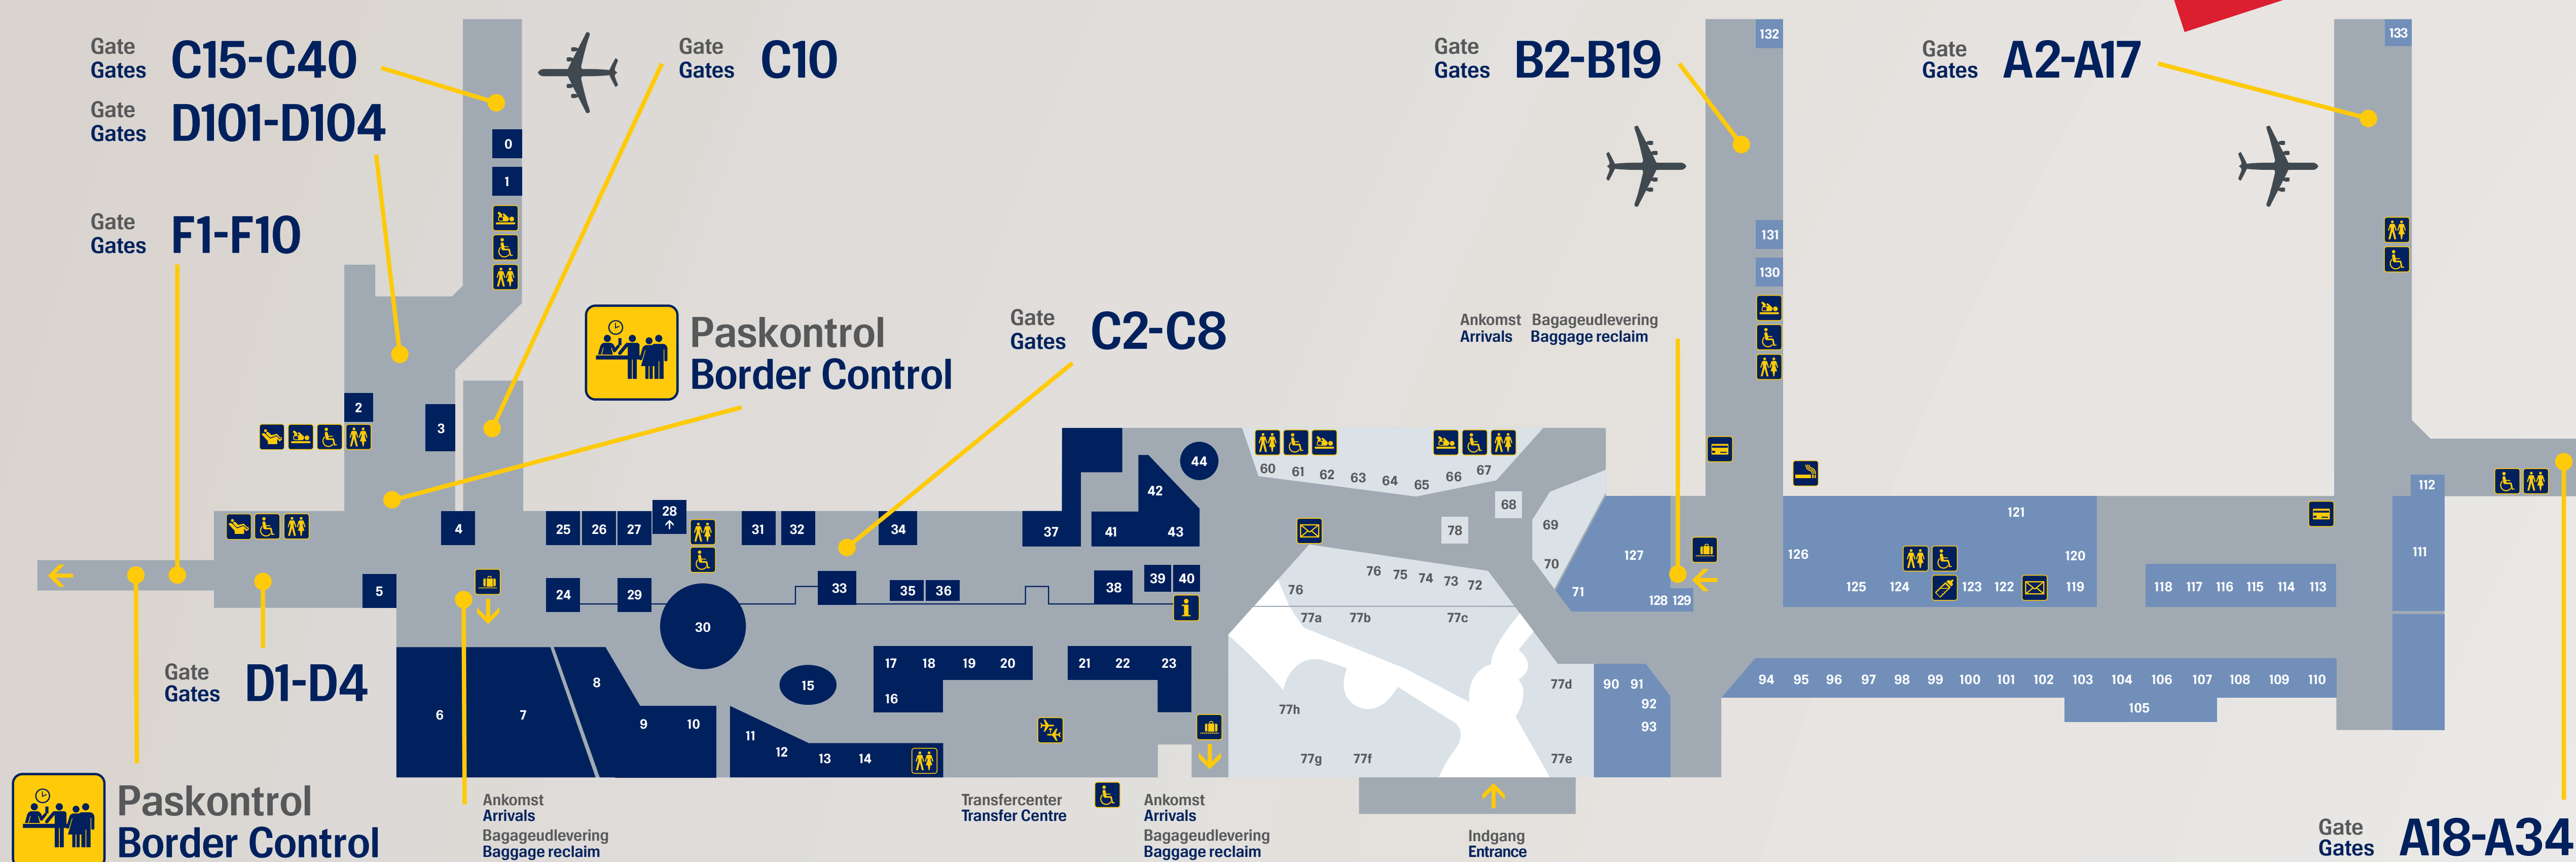 Gate
Gates C15-C40
Gate
Gates D101-D104
Gate
Gates F1-F10
Gate
Gates C10
Gate
Gates B2-B19
Gate
Gates A2-A17
132
133
0
1
131
130
Paskontrol
Border Control
Gate
Gates C2-C8
Ankomst Bagageudlevering
Arrivals Baggage reclaim
2
3
44
60 61 62 63 64 65 66 67
68
78
69
70
71
42
4
25 26 27 28
31 32
34
37
41 43
112
111
121
127
126
120
125 124 123 122 119
118 117 116 115 114 113
128 129
5
24 29
30
33
35 36
38
39 40
i
76
76 75 74 73 72
77a 77b 77c
Gate
Gates D1-D4
6 7
8
9 10
11
12
13 14
15
17 18 19 20
16
21 22 23
77d
77h
77g 77f
77e
90 91
92
93
94 95 96 97 98 99 100 101 102 103 104 106 107 108 109 110
105
Paskontrol
Border Control
Ankomst
Arrivals
Bagageudlevering
Baggage reclaim
Transfercenter
Transfer Centre
Ankomst
Arrivals
Bagageudlevering
Baggage reclaim
Indgang
Entrance
Gate
Gates A18-A34